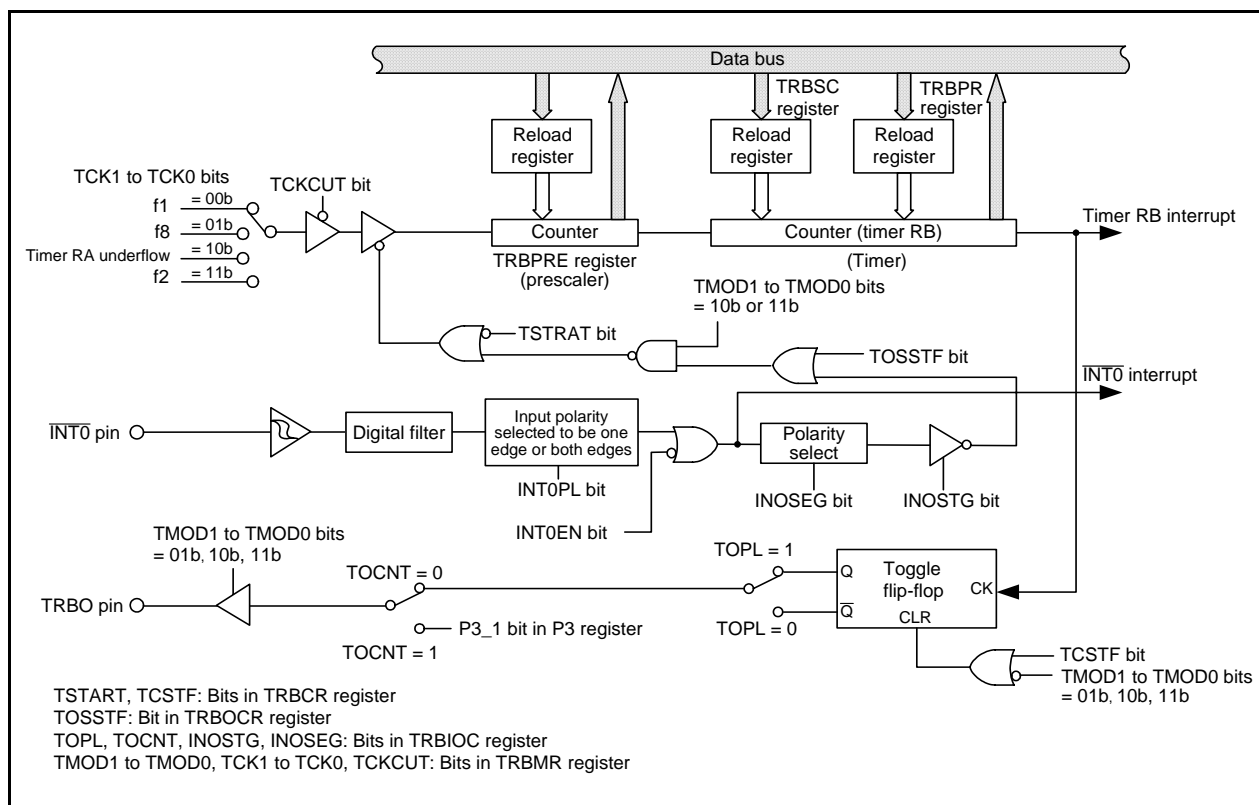 Data bus
TRBSC
register
TRBPR
register
Reload
register
Reload
register
Reload
register
TCK1 to TCK0 bits
TCKCUT bit
f1
= 00b
f8
= 01b
Timer RA underflow
= 10b
f2
= 11b
Counter
TRBPRE register
(prescaler)
Counter (timer RB)
(Timer)
Timer RB interrupt
TMOD1 to TMOD0 bits
= 10b or 11b
TSTRAT bit
TOSSTF bit
INT0 interrupt
INT0 pin
Digital filter
Input polarity
selected to be one
edge or both edges
Polarity
select
INT0PL bit
INOSEG bit
INOSTG bit
INT0EN bit
TMOD1 to TMOD0 bits
= 01b, 10b, 11b
TOCNT = 0
TOPL = 1
Q
Toggle
flip-flop
CK
TRBO pin
P3_1 bit in P3 register
Q
CLR
TOCNT = 1
TOPL = 0
TCSTF bit
TMOD1 to TMOD0 bits
= 01b, 10b, 11b
TSTART, TCSTF: Bits in TRBCR register
TOSSTF: Bit in TRBOCR register
TOPL, TOCNT, INOSTG, INOSEG: Bits in TRBIOC register
TMOD1 to TMOD0, TCK1 to TCK0, TCKCUT: Bits in TRBMR register